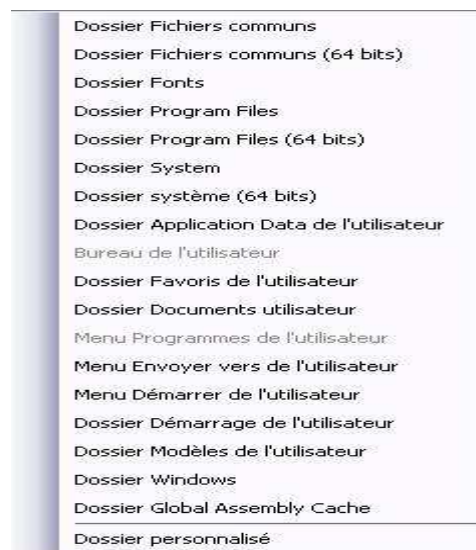 Dossier Fichiers communs
Dossier Fichiers communs (64 bits)
Dossier Fonts
Dossier Program Files
Dossier Program Files (64 bits)
Dossier System
Dossier système (64 bits)
Dossier Application Data de l'utilisateur
Bureau de l'utilisateur
Dossier Favoris de l'utilisateur
Dossier Documents utilisateur
Menu Programmes de l'utilisateur
Menu Envoyer vers de l'utilisateur
Menu Démarrer de l'utilisateur
Dossier Démarrage de l'utilisateur
Dossier Modèles de l'utilisateur
Dossier Windows
Dossier Global Assembly Cache
Dossier personnalisé